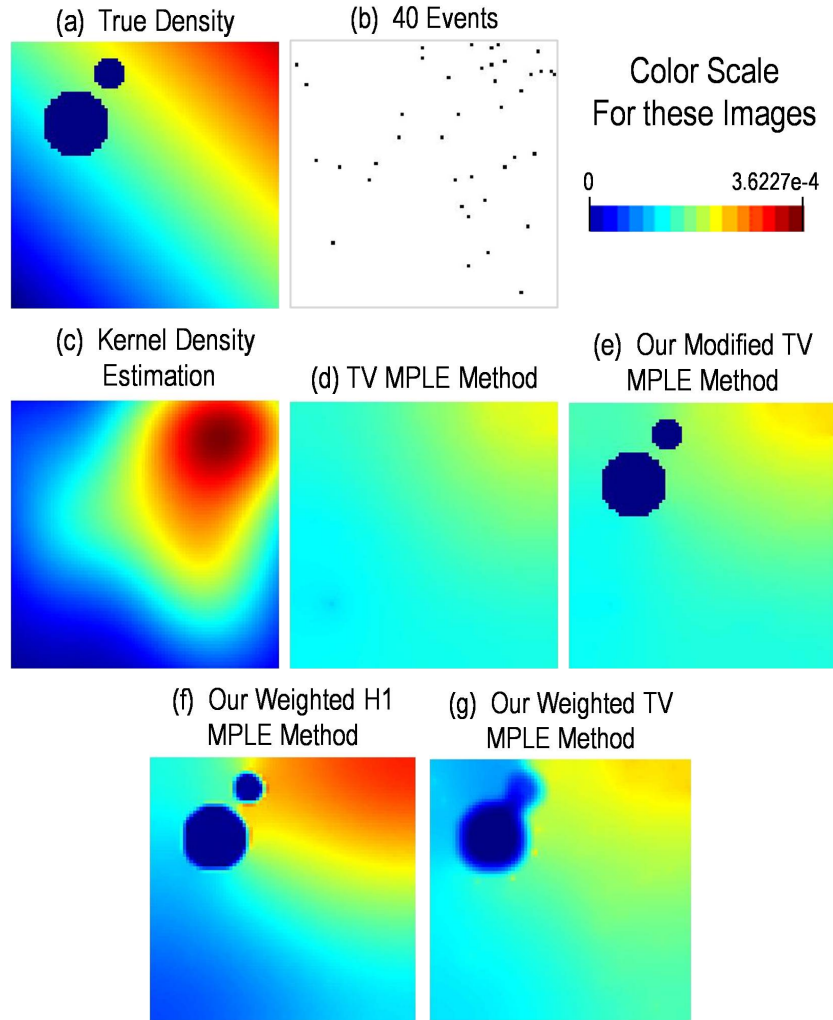 (a) True Density
(b) 40 Events
Color Scale
For these Images
0
3.6227e-4
(c) Kernel Density
Estimation
(d) TV MPLE Method
(e) Our Modified TV
MPLE Method
(f) Our Weighted H1
MPLE Method
(g) Our Weighted TV
MPLE Method